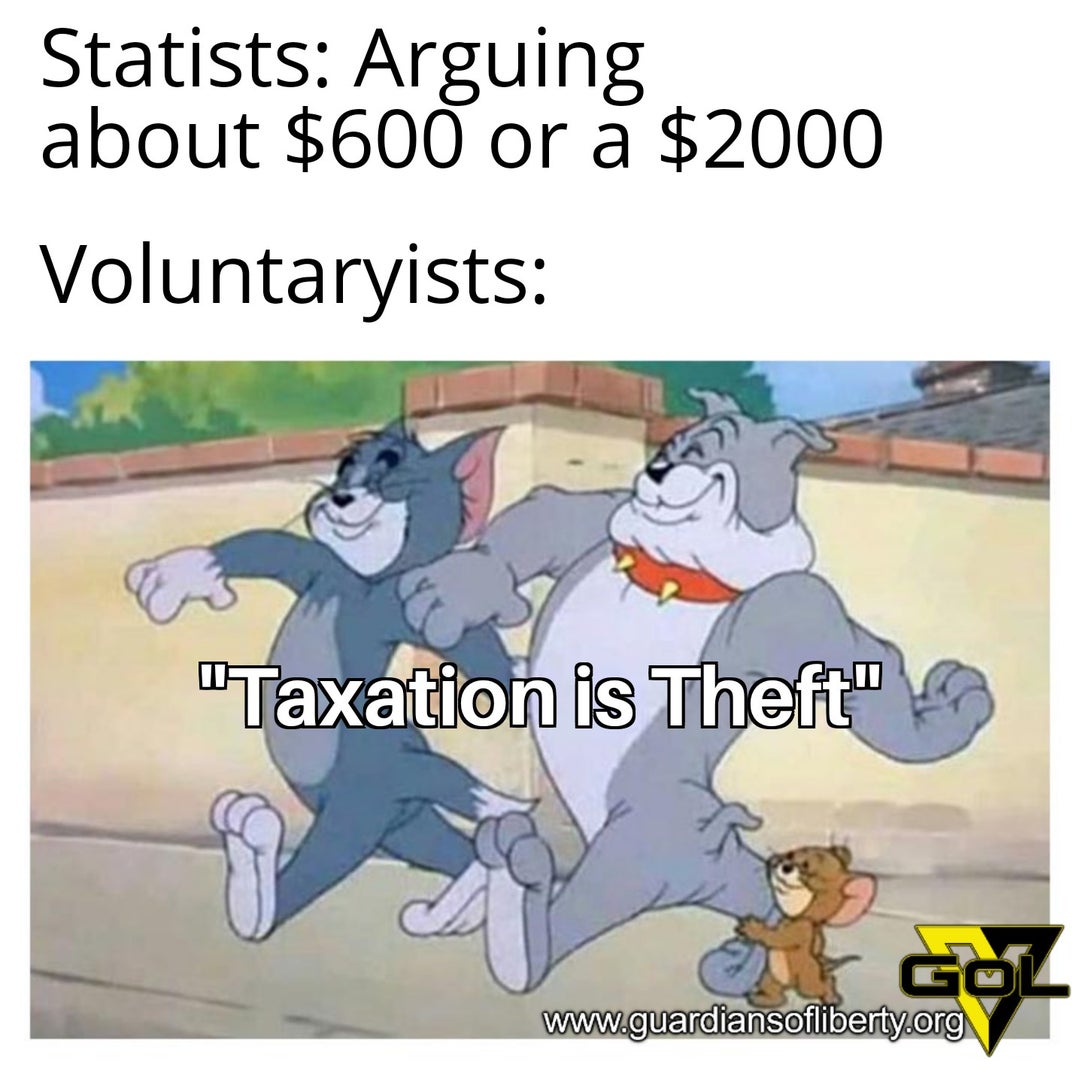 Statists: Arguing
about $600 or a $2000
Voluntaryists:
"Taxation is Theft"
GOL
www.guardiansofliberty.org